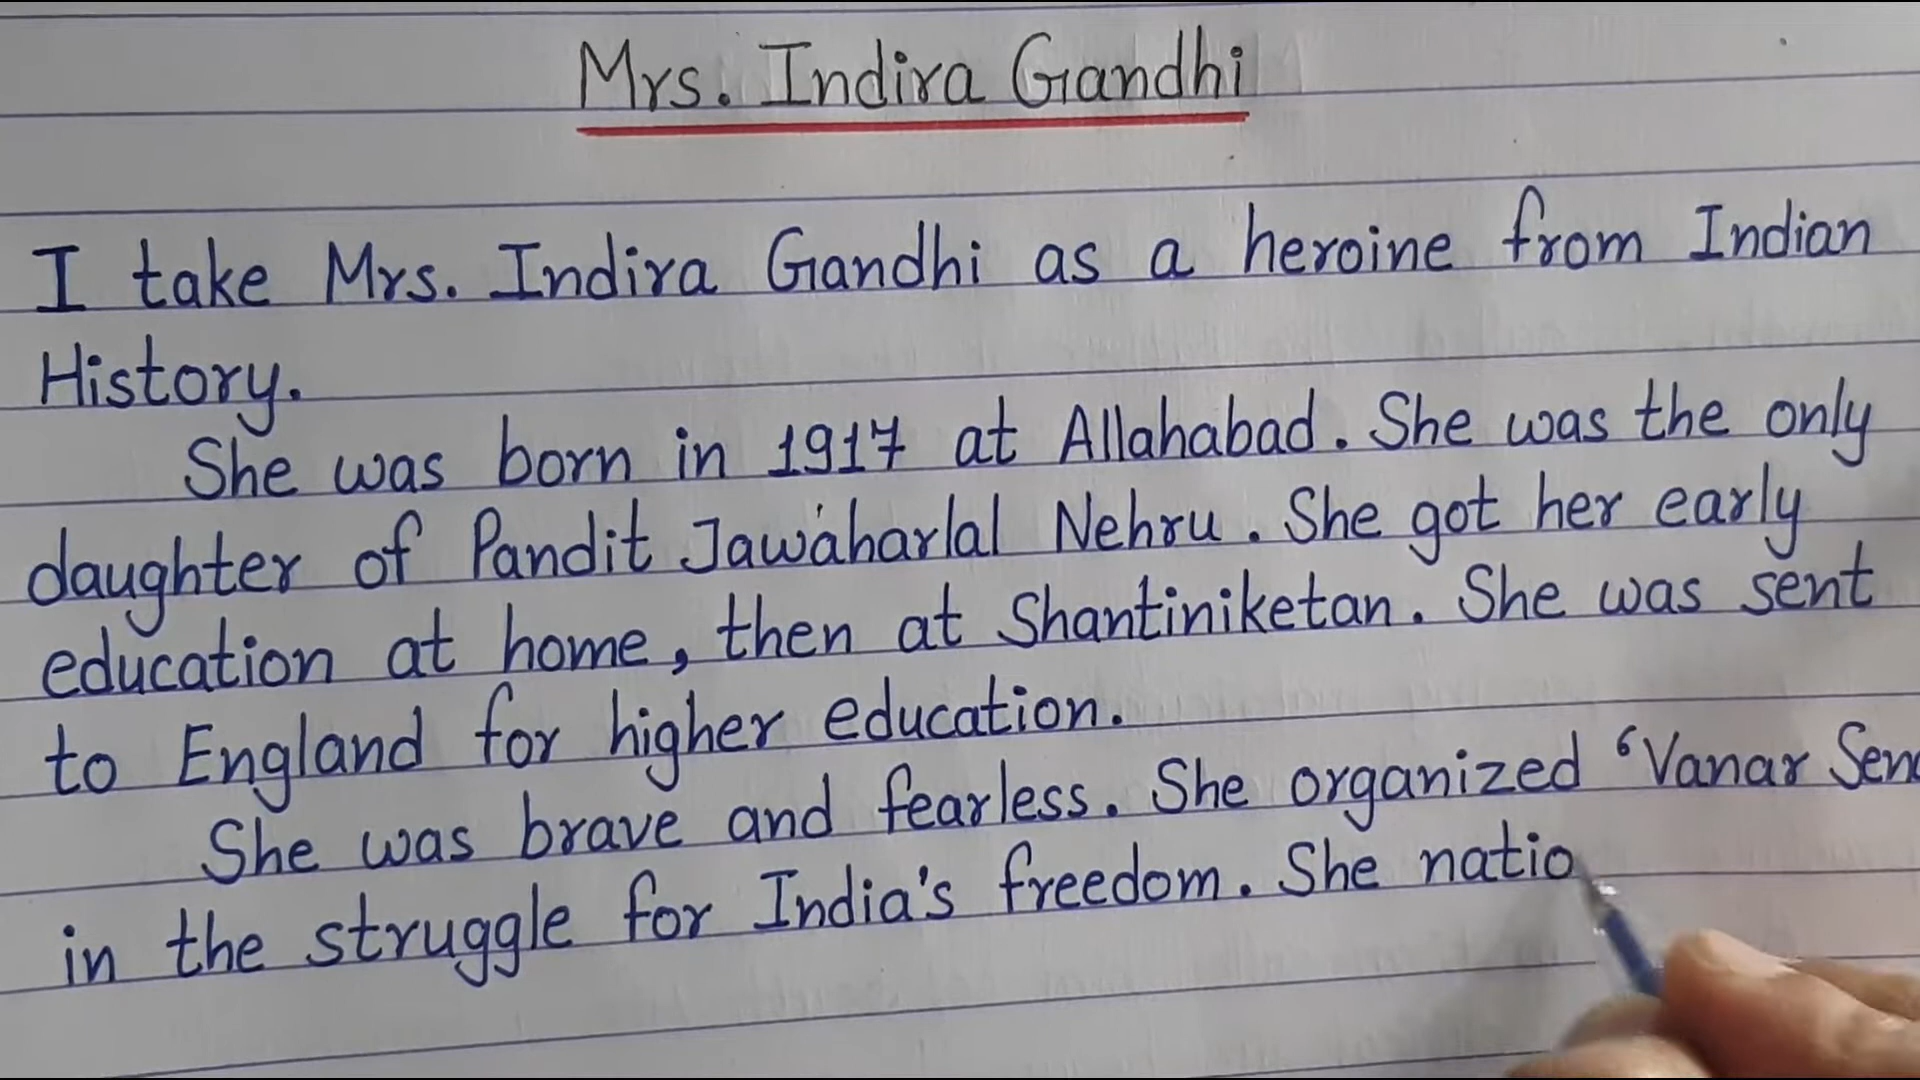 Mrs. Indira Gandhi
I take Mrs. Indira Gandhi as a heroine from Indian
History.
She was born in 1917 at Allahabad. She was the only
daughter of Pandit Jawaharlal Nehru. She got her early
education at home, then at Shantiniketan. She was sent
to England for higher education.
She was brave and fearless. She organized ‘Vanar Sen
in the struggle for India's freedom. She natio